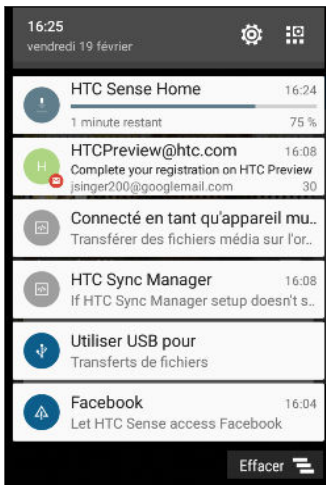 16:25
vendredi 19 février
HTC Sense Home 16:24
1 minute restant 75 %
HTCPreview@htc.com 16:08
Complete your registration on HTC Preview
jsinger200@googlemail.com 30
H
Connecté en tant qu'appareil mu..
Transférer des fichiers média sur l'or..
HTC Sync Manager 16:08
If HTC Sync Manager setup doesn't s..
Utiliser USB pour
Transferts de fichiers
Facebook 16:04
Let HTC Sense access Facebook
Effacer